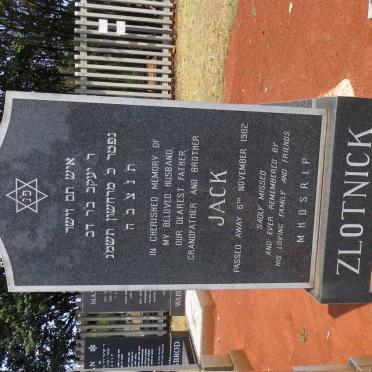 פנ
איש תם וישר
ר יעקב בר דב
נפטר כ מרחשון תשמג
ת נ צ ב ה
IN CHERISHED MEMORY OF
MY BELOVED HUSBAND
OUR DEAREST FATHER
GRANDFATHER AND BROTHER
JACK
PASSED AWAY 6TH NOVEMBER 1982.
SADLY MISSED
AND EVER REMEMBERED BY
HIS LOVING FAMILY AND FRIENDS.
M.H.D.S.R.I.P.
ZLOTNICK